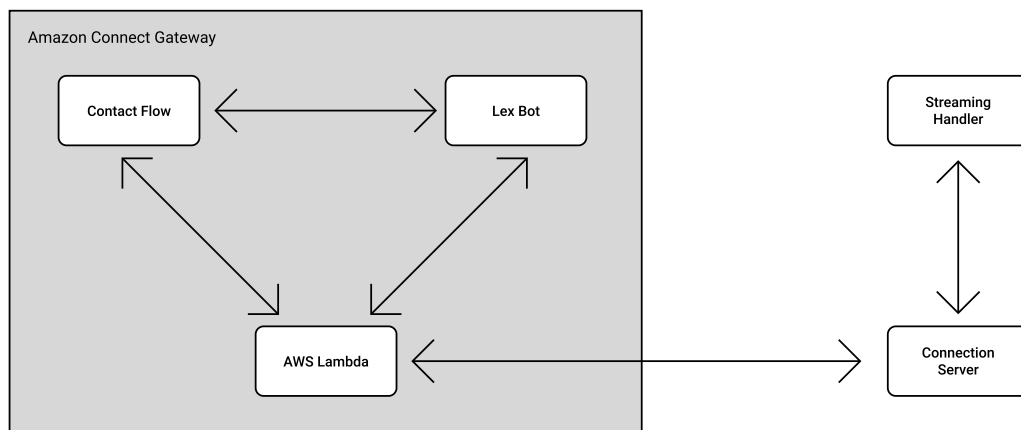 Amazon Connect Gateway
Contact Flow
Lex Bot
Streaming
Handler
AWS Lambda
Connection
Server